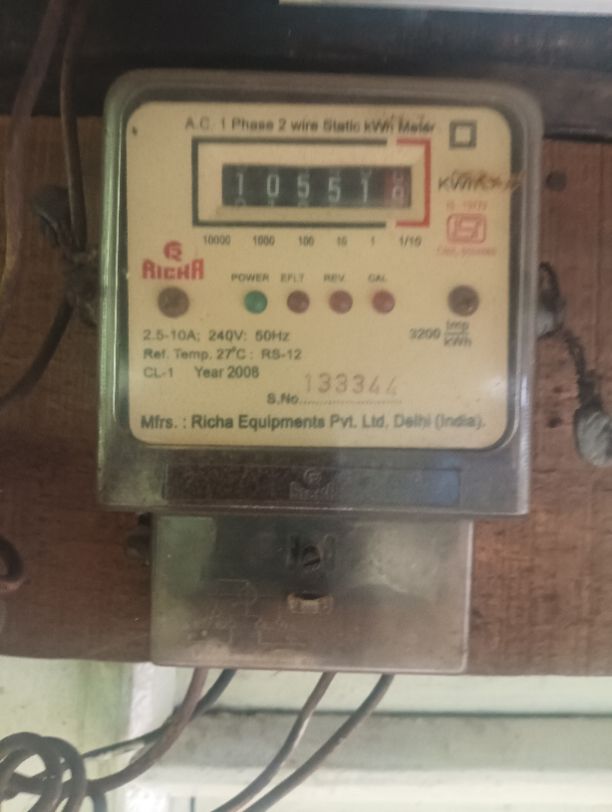 A.C. 1 Phase 2 wire Static kWh Meter
10551
KWh
10000 1000 100 10 1 1/10
RICHA
POWER EFLT REV. CAL
2.5-10A; 240V: 50Hz
3200 Imp/kWh
Ref. Temp. 27°C : RS-12
CL-1 Year 2008
S.No. 133344
Mfrs. : Richa Equipments Pvt. Ltd. Delhi (India).
RICHA